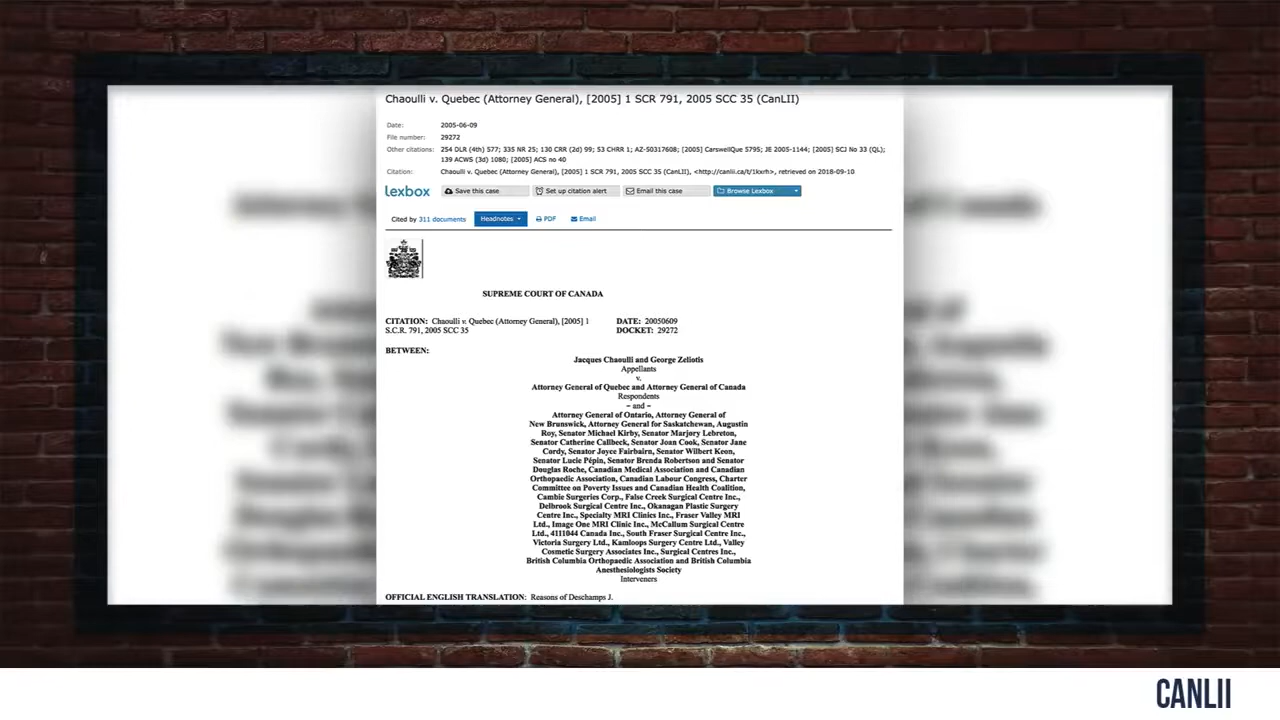 Chaoulli v. Quebec (Attorney General), [2005] 1 SCR 791, 2005 SCC 35 (CanLII)
Date: 2005-06-09
File number: 29272
Other citations: 254 DLR (4th) 577; 335 NR 25; 130 CRR (2d) 99; 53 CHRR 1; AZ-50317608; [2005] CarswellQue 5795; JE 2005-1144; [2005] SCJ No 33 (QL);
139 ACWS (3d) 1080; [2005] ACS no 40
Citation: Chaoulli v. Quebec (Attorney General), [2005] 1 SCR 791, 2005 SCC 35 (CanLII), <http://canlii.ca/t/1kxrh>, retrieved on 2018-09-10
Lexbox Save this case Set up citation alert Email this case Browse Lexbox
Cited by 311 documents Headnotes PDF Email
SUPREME COURT OF CANADA
CITATION: Chaoulli v. Quebec (Attorney General), [2005] 1 DATE: 20050609
S.C.R. 791, 2005 SCC 35 DOCKET: 29272
BETWEEN:
Jacques Chaoulli and George Zeliotis
Appellants
v.
Attorney General of Quebec and Attorney General of Canada
Respondents
– and –
Attorney General of Ontario, Attorney General of
New Brunswick, Attorney General for Saskatchewan, Augustin
Roy, Senator Michael Kirby, Senator Marjory Lebreton,
Senator Catherine Callbeck, Senator Joan Cook, Senator Jane
Cordy, Senator Joyce Fairbairn, Senator Wilbert Keon,
Senator Lucie Pépin, Senator Brenda Robertson and Senator
Douglas Roche, Canadian Medical Association and Canadian
Orthopaedic Association, Canadian Labour Congress, Charter
Committee on Poverty Issues and Canadian Health Coalition,
Cambie Surgeries Corp., False Creek Surgical Centre Inc.,
Delbrook Surgical Centre Inc., Okanagan Plastic Surgery
Centre Inc., Specialty MRI Clinics Inc., Fraser Valley MRI
Ltd., Image One MRI Clinic Inc., McCallum Surgical Centre
Ltd., 4111044 Canada Inc., South Fraser Surgical Centre Inc.,
Victoria Surgery Ltd., Kamloops Surgery Centre Ltd., Valley
Cosmetic Surgery Associates Inc., Surgical Centres Inc.,
British Columbia Orthopaedic Association and British Columbia
Anesthesiologists Society
Interveners
OFFICIAL ENGLISH TRANSLATION: Reasons of Deschamps J.
CANLII